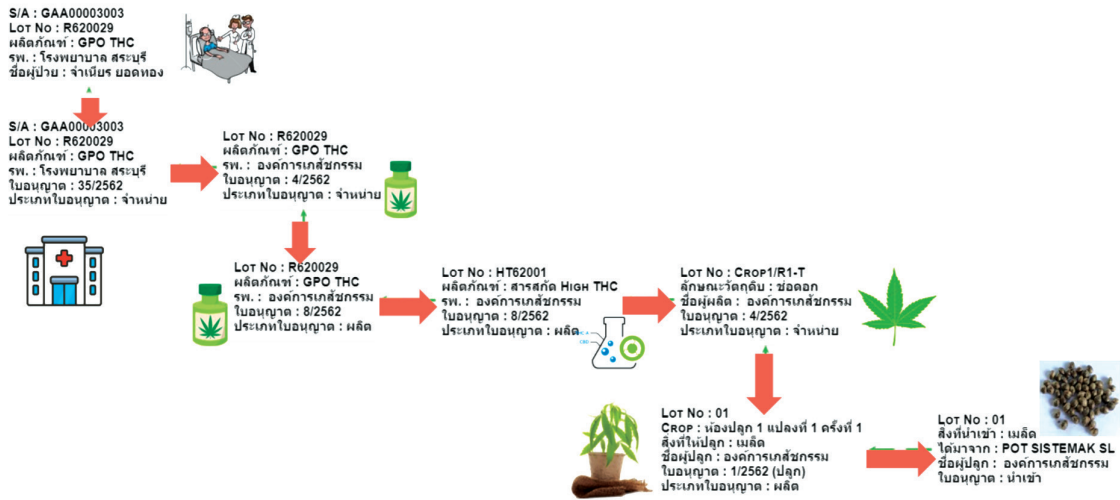 S/A : GAA00003003
Lot No : R620029
ผลิตภัณฑ์ : GPO THC
รพ. : โรงพยาบาล สระบุรี
ชื่อผู้ป่วย : จำเนียร ยอดทอง
S/A : GAA00003003
Lot No : R620029
ผลิตภัณฑ์ : GPO THC
รพ. : โรงพยาบาล สระบุรี
ใบอนุญาต : 35/2562
ประเภทใบอนุญาต : จำหน่าย
Lot No : R620029
ผลิตภัณฑ์ : GPO THC
รพ. : องค์การเภสัชกรรม
ใบอนุญาต : 4/2562
ประเภทใบอนุญาต : จำหน่าย
Lot No : R620029
ผลิตภัณฑ์ : GPO THC
รพ. : องค์การเภสัชกรรม
ใบอนุญาต : 8/2562
ประเภทใบอนุญาต : ผลิต
Lot No : HT62001
ผลิตภัณฑ์ : สารสกัด High THC
รพ. : องค์การเภสัชกรรม
ใบอนุญาต : 8/2562
ประเภทใบอนุญาต : ผลิต
CBD
Lot No : Crop1/R1-T
ลักษณะวัตถุดิบ : ช่อดอก
ชื่อผู้ผลิต : องค์การเภสัชกรรม
ใบอนุญาต : 4/2562
ประเภทใบอนุญาต : จำหน่าย
Lot No : 01
Crop : ห้องปลูก 1 แปลงที่ 1 ครั้งที่ 1
สิ่งที่ให้ปลูก : เมล็ด
ชื่อผู้ปลูก : องค์การเภสัชกรรม
ใบอนุญาต : 1/2562 (ปลูก)
ประเภทใบอนุญาต : ผลิต
Lot No : 01
สิ่งที่นำเข้า : เมล็ด
ได้มาจาก : POT SISTEMAK SL
ชื่อผู้ปลูก : องค์การเภสัชกรรม
ใบอนุญาต : นำเข้า